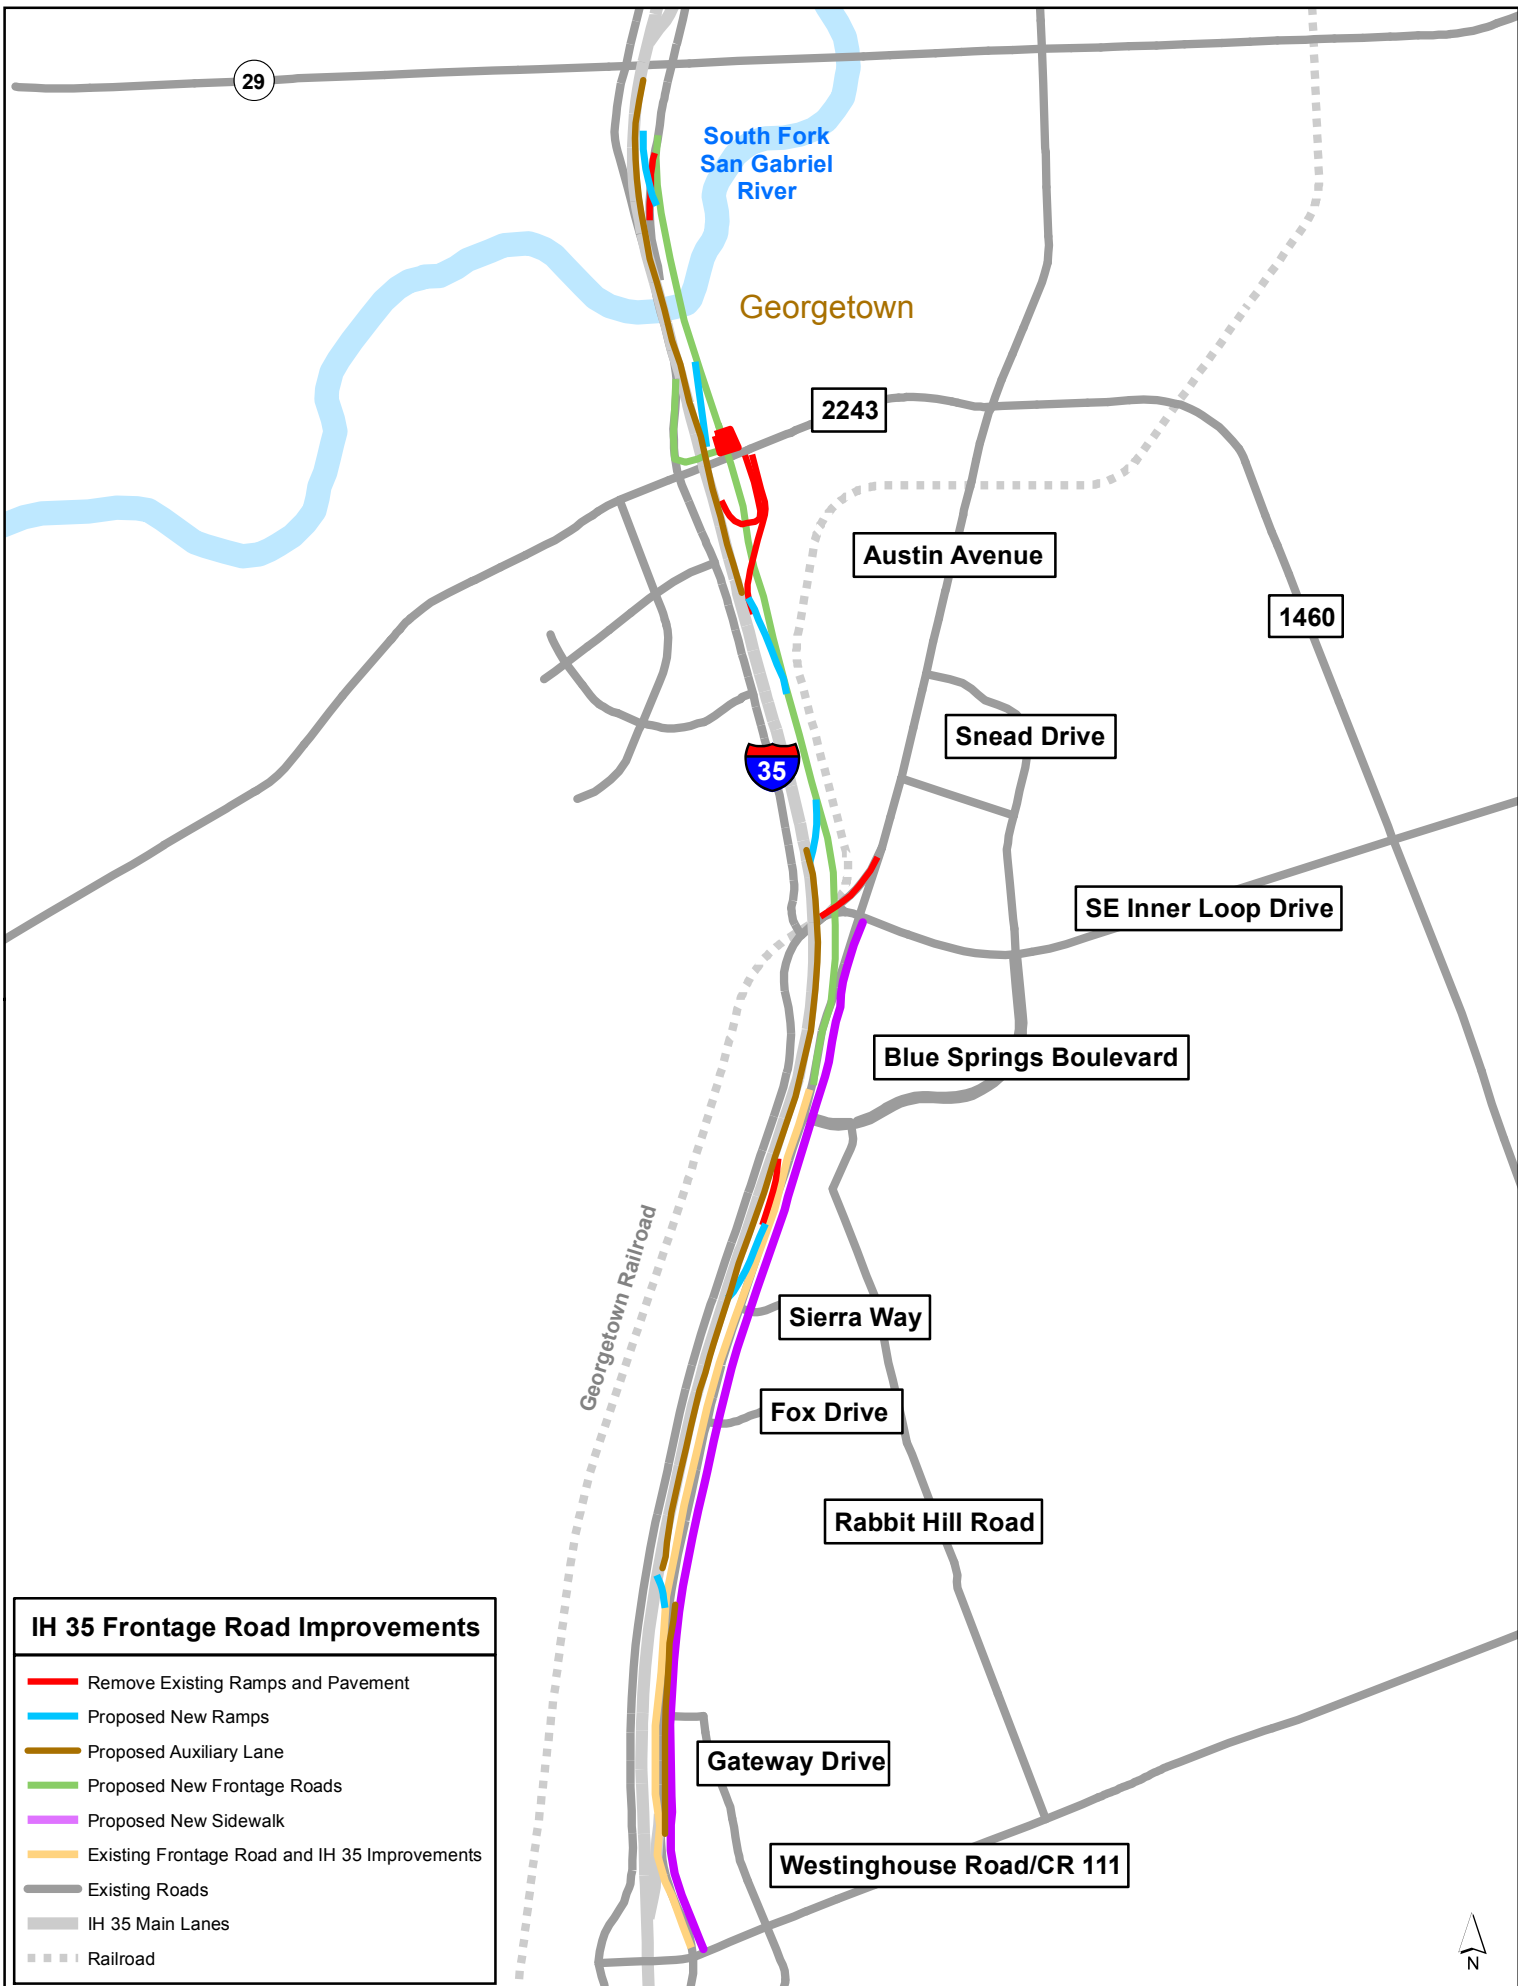 29
South Fork
San Gabriel
River
Georgetown
2243
Austin Avenue
1460
Snead Drive
35
SE Inner Loop Drive
Blue Springs Boulevard
Georgetown Railroad
Sierra Way
Fox Drive
Rabbit Hill Road
Gateway Drive
Westinghouse Road/CR 111
IH 35 Frontage Road Improvements
Remove Existing Ramps and Pavement
Proposed New Ramps
Proposed Auxiliary Lane
Proposed New Frontage Roads
Proposed New Sidewalk
Existing Frontage Road and IH 35 Improvements
Existing Roads
IH 35 Main Lanes
Railroad
N